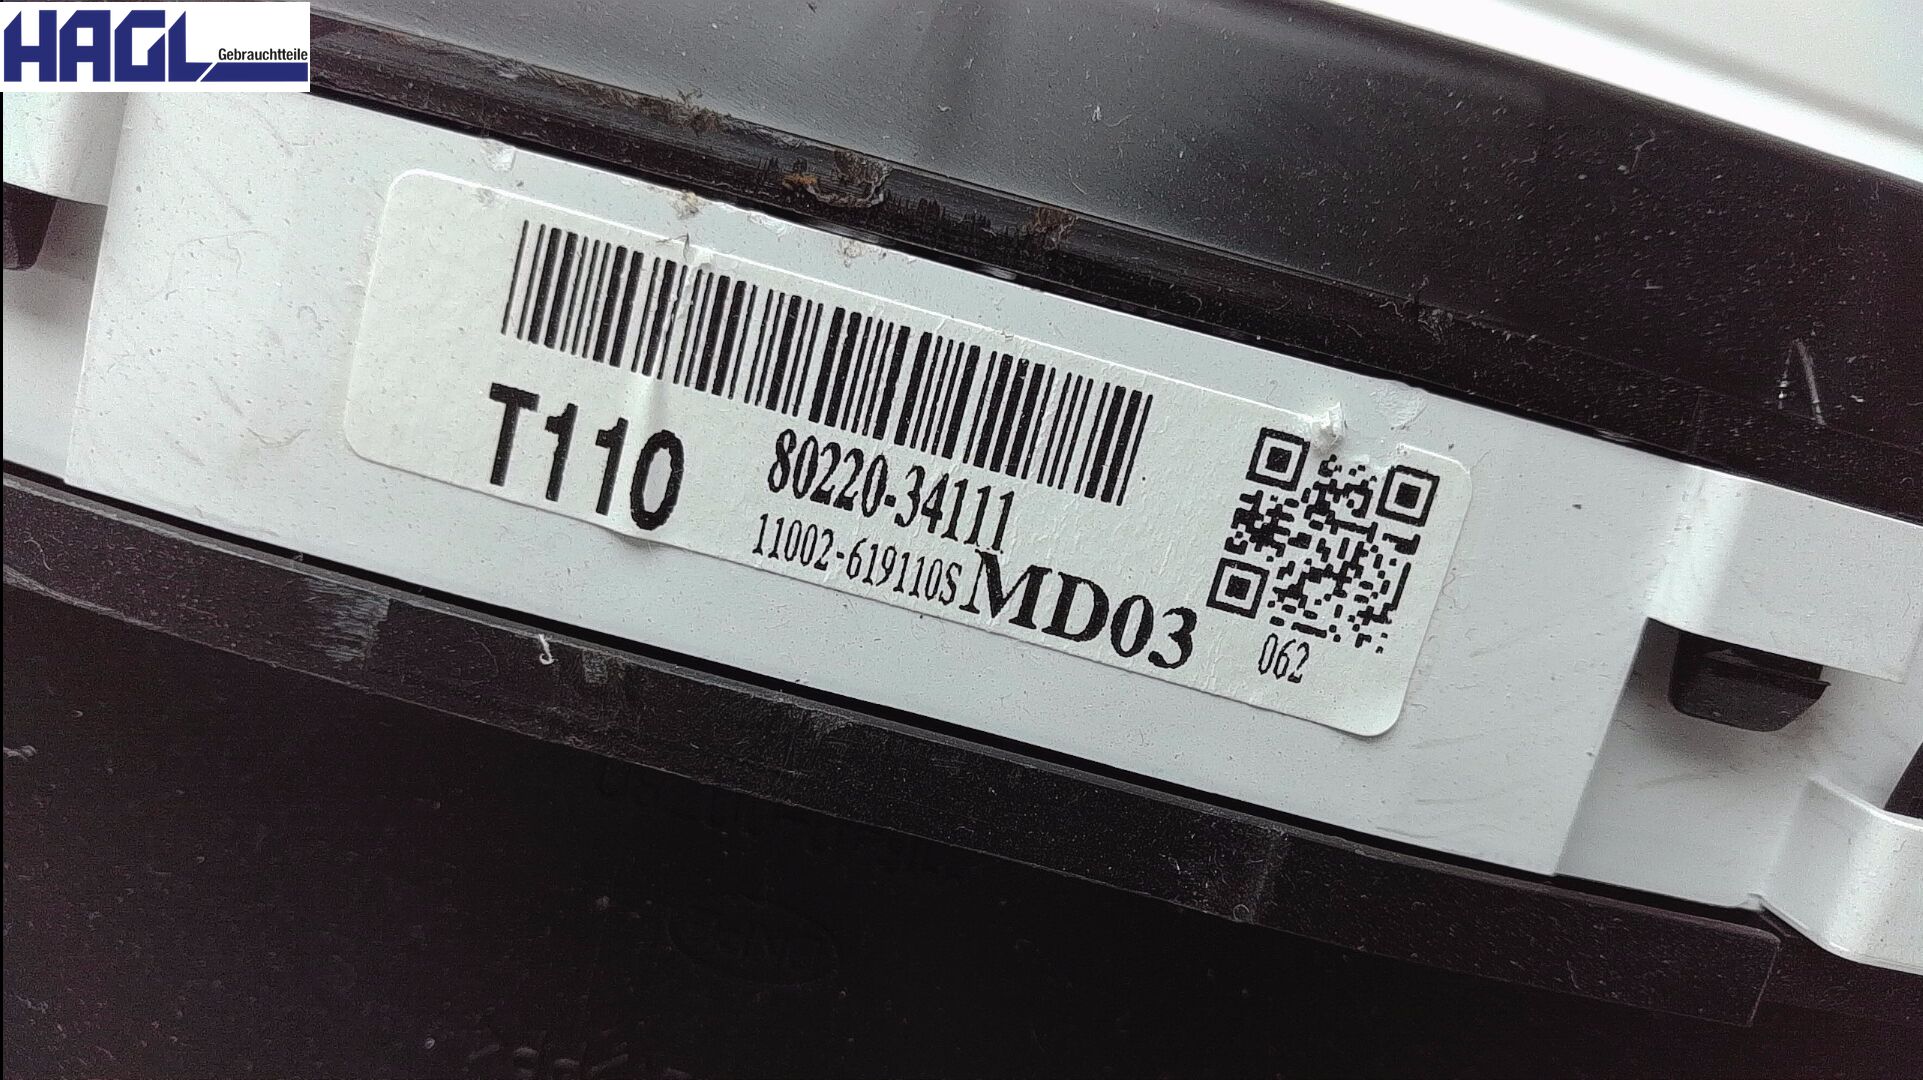 HAGL
Gebrauchtteile
T110
80220-34111
11002-619110S
MD03
062